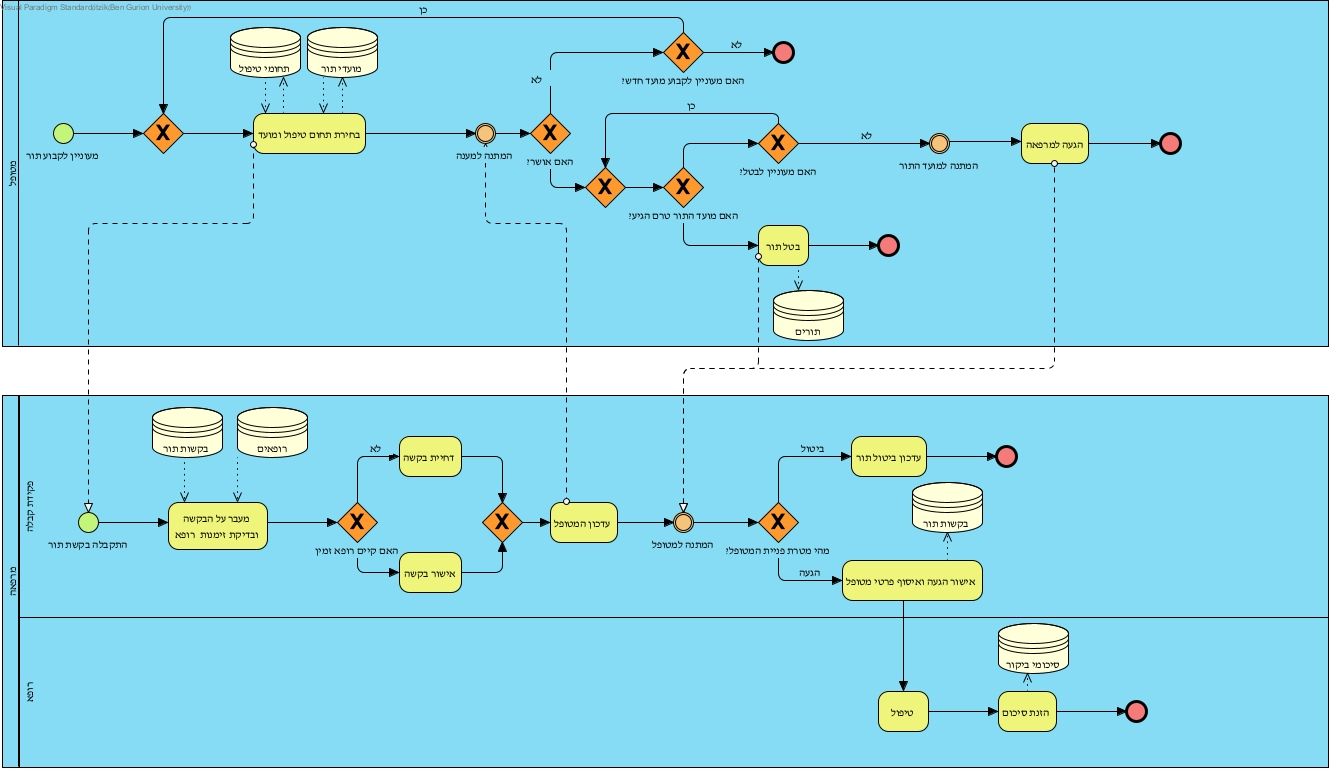 Visual Paradigm Standard(itzik(Ben Gurion University))
כן
תחומי טיפול
מועדי תור
לא
האם מעוניין לקבוע מועד חדש?
לא
כן
מעוניין לקבוע תור
בחירת תחום טיפול ומועד
המתנה למענה
האם אושר?
האם מעוניין לבטל?
לא
המתנה למועד התור
הגעה למרפאה
מטופל
האם מועד התור טרם הגיע?
בטל תור
תורים
בקשות תור
רופאים
לא
דחיית בקשה
ביטול
עדכון ביטול תור
פקידת קבלה
התקבלה בקשת תור
מעבר על הבקשה
ובדיקת זימנות רופא
האם קיים רופא זמין
אישור בקשה
עדכון המטופל
המתנה למטופל
מהי מטרת פניית המטופל?
בקשות תור
הגעה
אישור הגעה ואיסוף פרטי מטופל
מרפאה
סיכומי ביקור
רופא
טיפול
הזנת סיכום